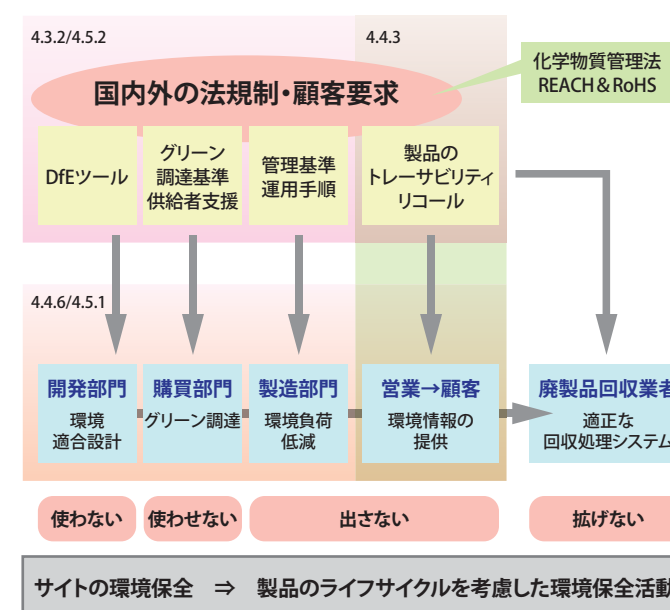 4.3.2/4.5.2
4.4.3
化学物質管理法
REACH＆RoHS
国内外の法規制・顧客要求
DfEツール
グリーン
調達基準
供給者支援
管理基準
運用手順
製品の
トレーサビリティ
リコール
4.4.6/4.5.1
開発部門
環境
適合設計
購買部門
グリーン調達
製造部門
環境負荷
低減
営業→顧客
環境情報の
提供
廃製品回収業者
適正な
回収処理システム
使わない
使わせない
出さない
拡げない
サイトの環境保全　⇒　製品のライフサイクルを考慮した環境保全活動